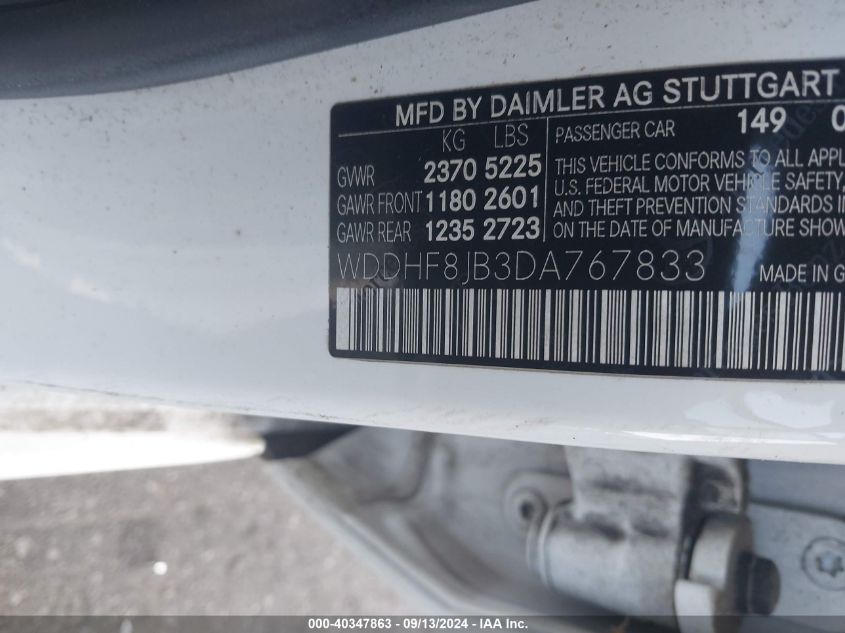 MFD BY DAIMLER AG STUTTGART
KG LBS
GVWR 2370 5225
GAWR FRONT 1180 2601
GAWR REAR 1235 2723
PASSENGER CAR 149 0
THIS VEHICLE CONFORMS TO ALL APPL
U.S. FEDERAL MOTOR VEHICLE SAFETY,
AND THEFT PREVENTION STANDARDS IN
ON THE DATE OF MANUFACTURE SHOW
WDDHF8JB3DA767833 MADE IN G
000-40347863 - 09/13/2024 - IAA Inc.